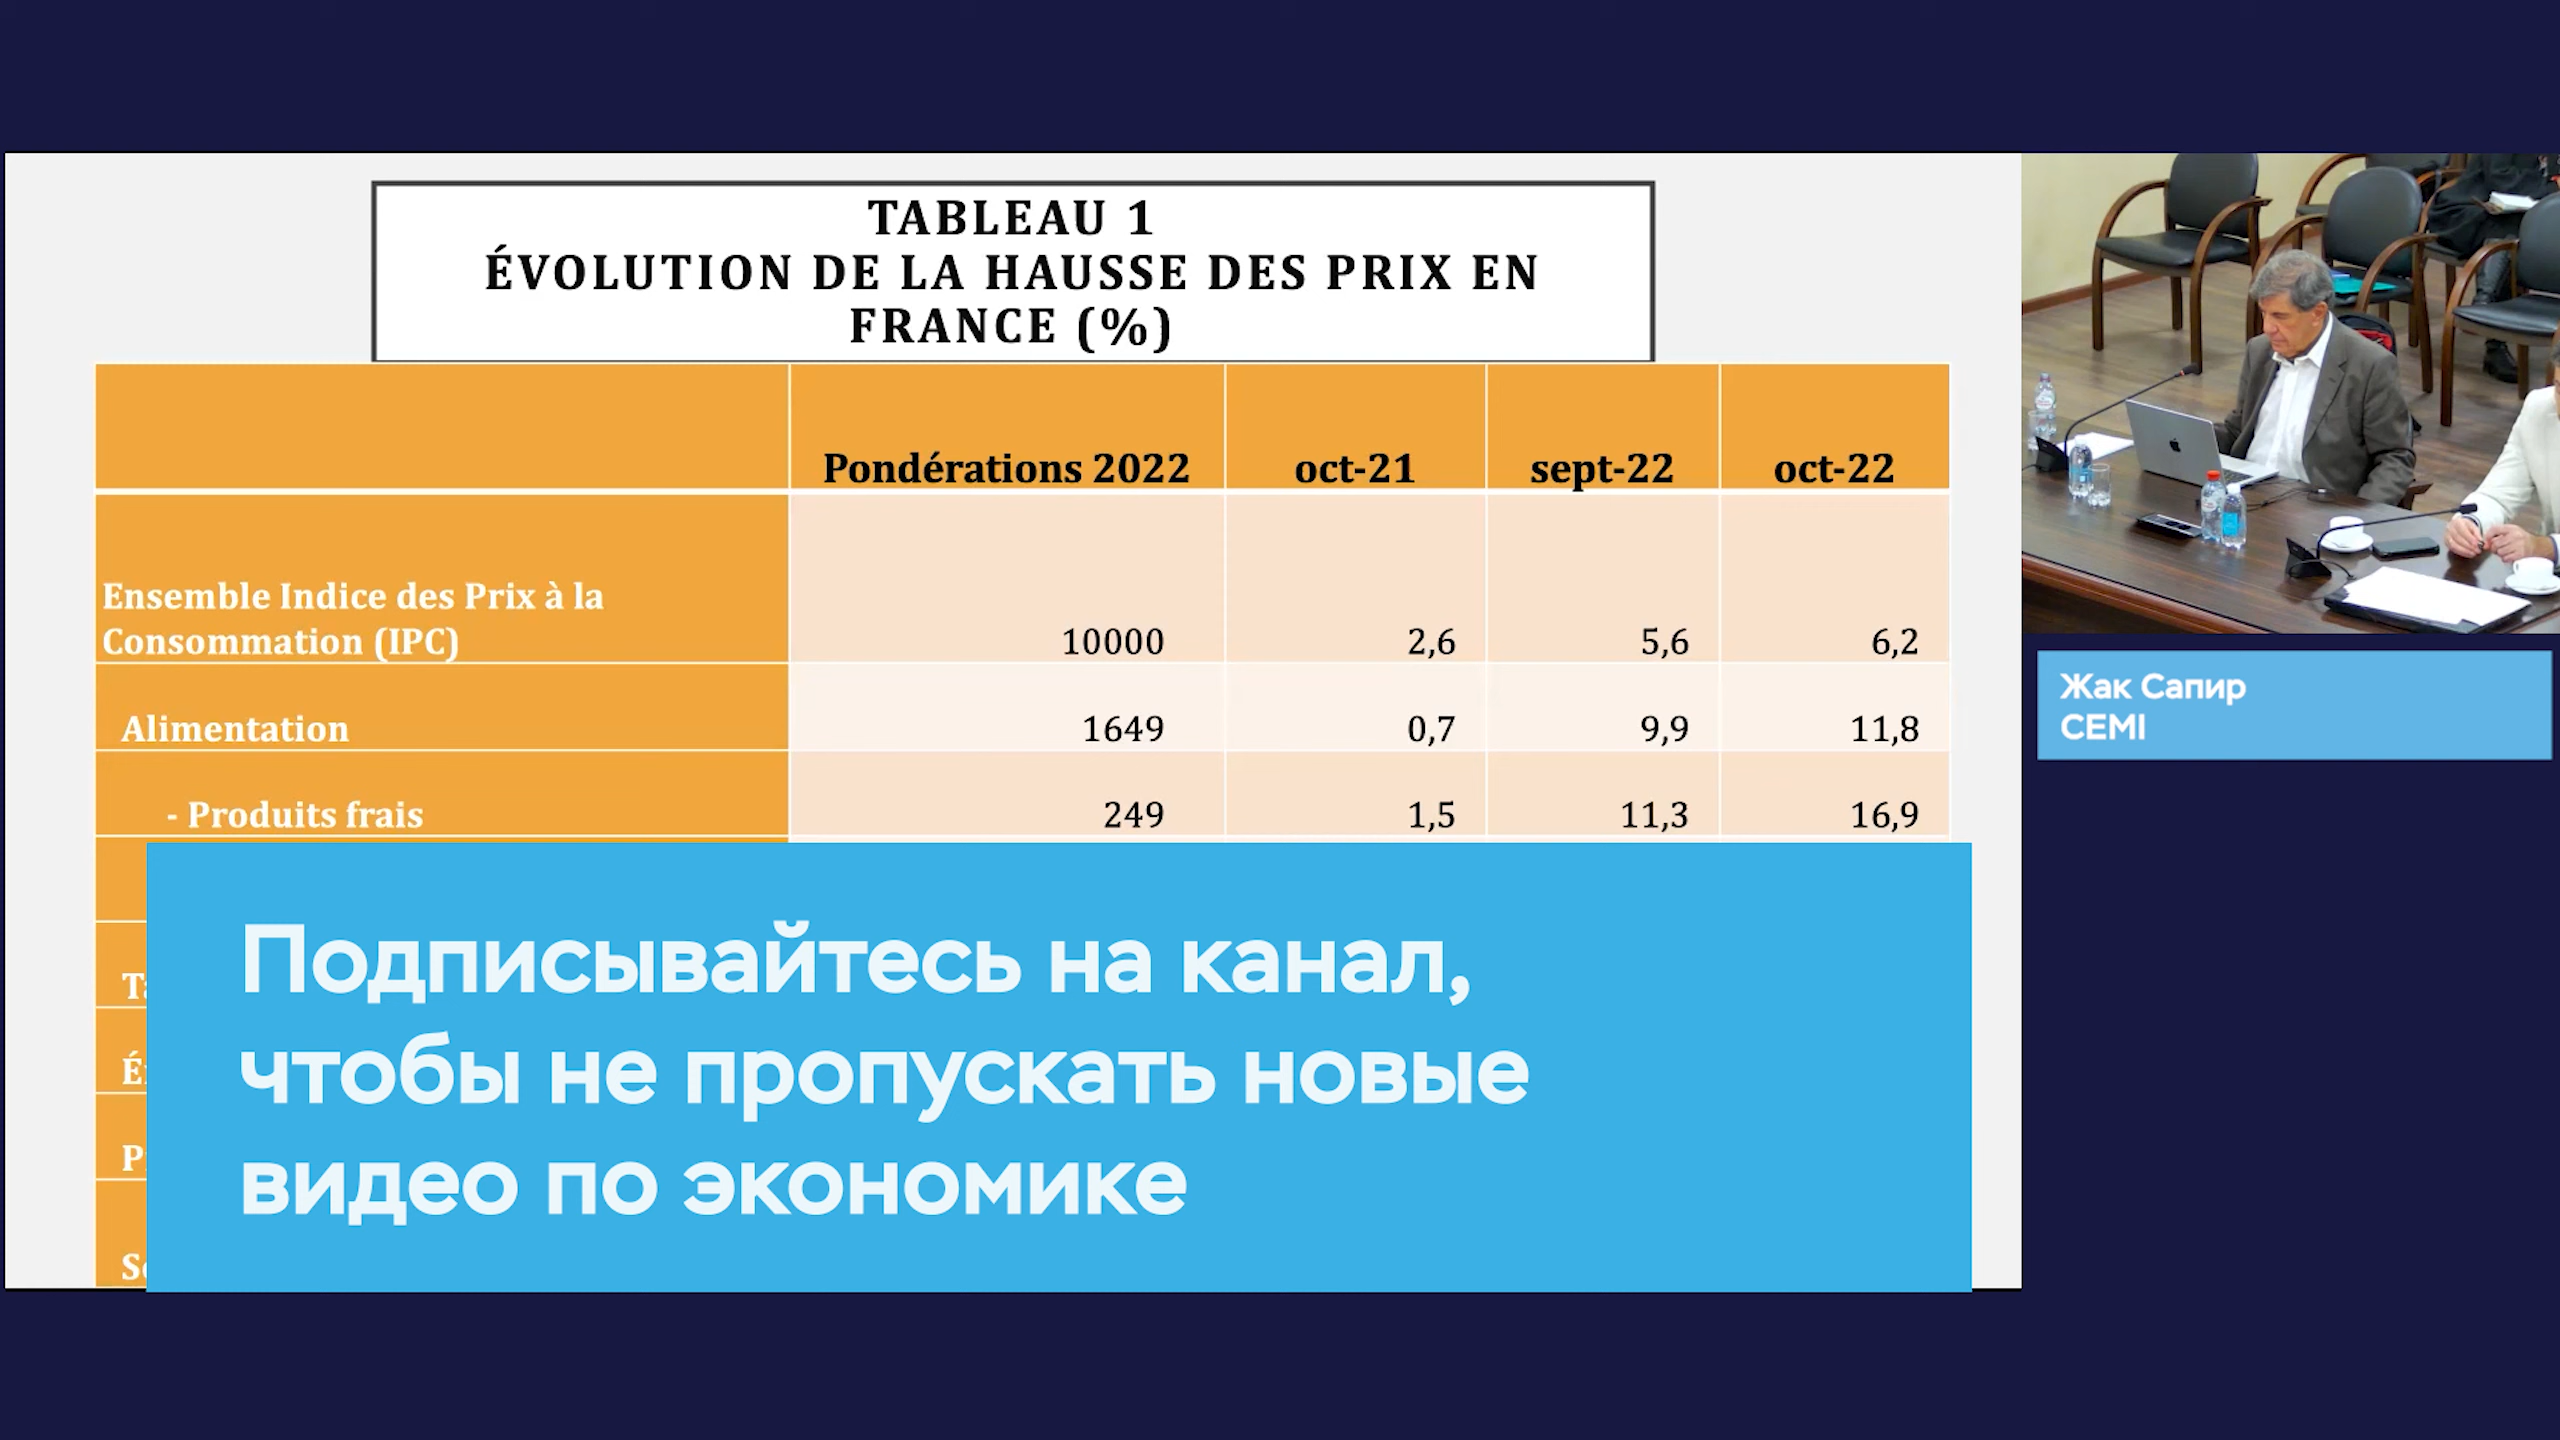 TABLEAU 1
ÉVOLUTION DE LA HAUSSE DES PRIX EN
FRANCE (%)
Pondérations 2022 oct-21 sept-22 oct-22
Ensemble Indice des Prix à la
Consommation (IPC) 10000 2,6 5,6 6,2
Alimentation 1649 0,7 9,9 11,8
- Produits frais 249 1,5 11,3 16,9
Подписывайтесь на канал,
чтобы не пропускать новые
видео по экономике
Жак Сапир
CEMI